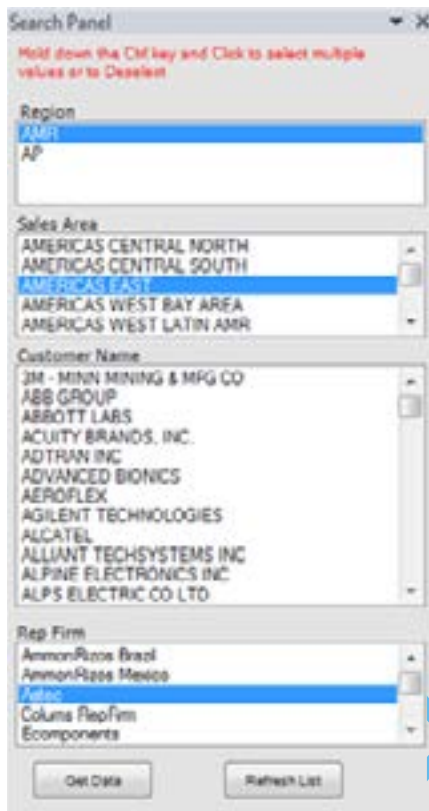 Search Panel
Hold down the Ctrl key and Click to select multiple
values or to Deselect
Region
AMR
AP
Sales Area
AMERICAS CENTRAL NORTH
AMERICAS CENTRAL SOUTH
AMERICAS EAST
AMERICAS WEST BAY AREA
AMERICAS WEST LATIN AMR
Customer Name
3M - MINN MINING & MFG CO
ABB GROUP
ABBOTT LABS
ACUITY BRANDS, INC.
ADTRAN INC
ADVANCED BIONICS
AEROFLEX
AGILENT TECHNOLOGIES
ALCATEL
ALLIANT TECHSYSTEMS INC
ALPINE ELECTRONICS INC
ALPS ELECTRIC CO LTD
Rep Firm
AmmonRizos Brazil
AmmonRizos Mexico
Colums RepFirm
Ecomponents
Get Data
Refresh List